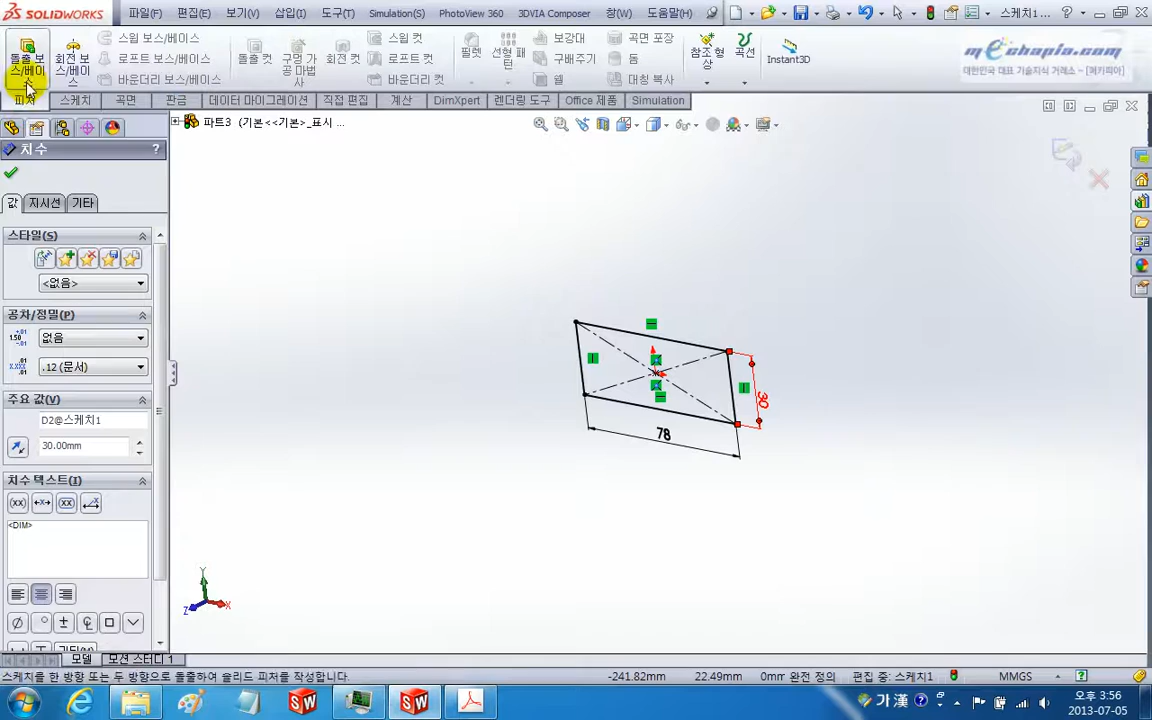 SOLIDWORKS
파일(F) 편집(E) 보기(V) 삽입(I) 도구(T) Simulation(S) PhotoView 360 3DVIA Composer 창(W) 도움말(H) 스케치1...
돌출 보스/베이스
회전 보스/베이스
스윕 보스/베이스
로프트 보스/베이스
바운더리 보스/베이스
돌출 컷
구멍 가공 마법사
회전 컷
스윕 컷
로프트 컷
바운더리 컷
필렛
선형 패턴
보강대
구배주기
쉘
곡면 포장
돔
대칭 복사
참조 형상
곡선
Instant3D
mechapia.com
대한민국 대표 기술지식 거래소 - [메카피아]
피처 스케치 곡면 판금 데이터 마이그레이션 직접 편집 계산 DimXpert 렌더링 도구 Office 제품 Simulation
파트3 (기본<<기본>_표시 ...
치수 ?
값 지시선 기타
스타일(S)
<없음>
공차/정밀(P)
없음
.12 (문서)
주요 값(V)
D2@스케치1
30.00mm
치수 텍스트(I)
<DIM>
78
30
Y
Z X
모델 모션 스터디 1
스케치를 한 방향 또는 두 방향으로 돌출하여 솔리드 피처를 작성합니다.
-241.82mm 22.49mm 0mm 완전 정의 편집 중: 스케치1 MMGS
가 漢
오후 3:56
2013-07-05